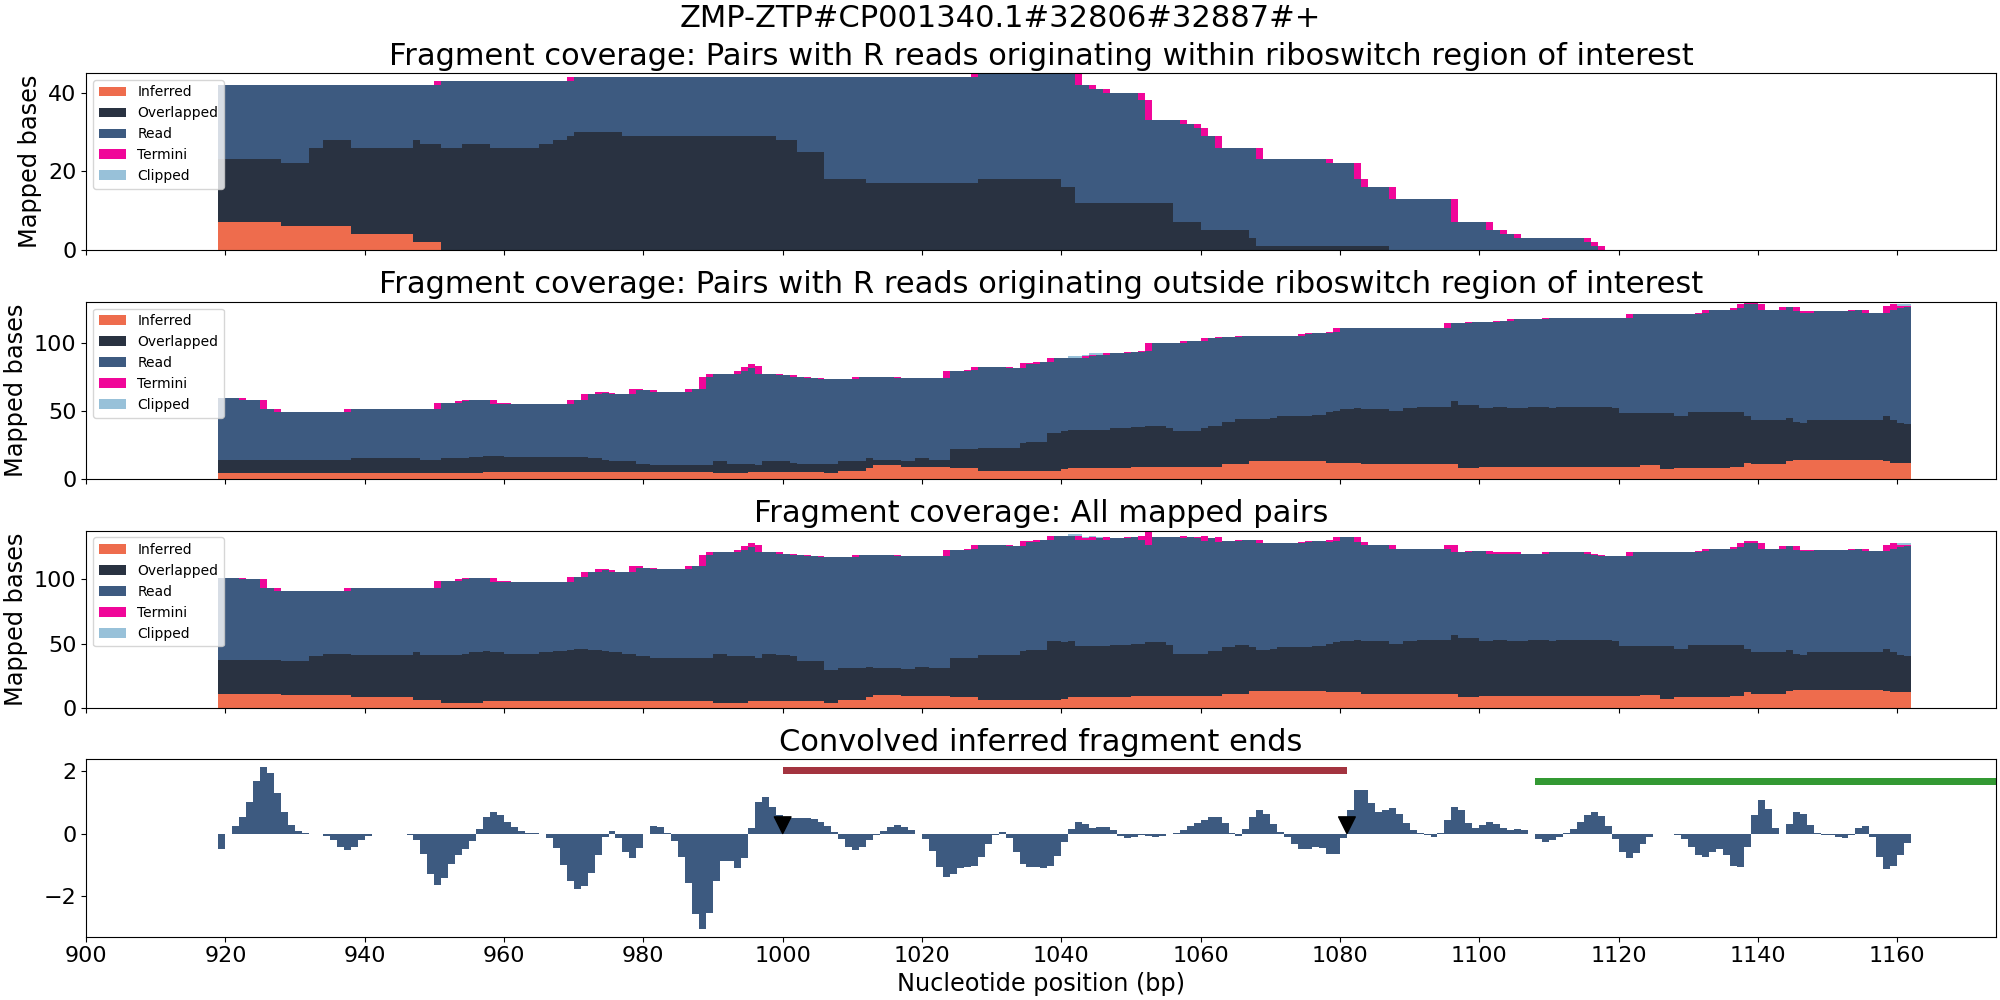 ZMP-ZTP#CP001340.1#32806#32887#+
Fragment coverage: Pairs with R reads originating within riboswitch region of interest
Mapped bases
40
20
0
Inferred
Overlapped
Read
Termini
Clipped
Fragment coverage: Pairs with R reads originating outside riboswitch region of interest
Mapped bases
100
50
0
Inferred
Overlapped
Read
Termini
Clipped
Fragment coverage: All mapped pairs
Mapped bases
100
50
0
Inferred
Overlapped
Read
Termini
Clipped
Convolved inferred fragment ends
2
0
−2
900 920 940 960 980 1000 1020 1040 1060 1080 1100 1120 1140 1160
Nucleotide position (bp)